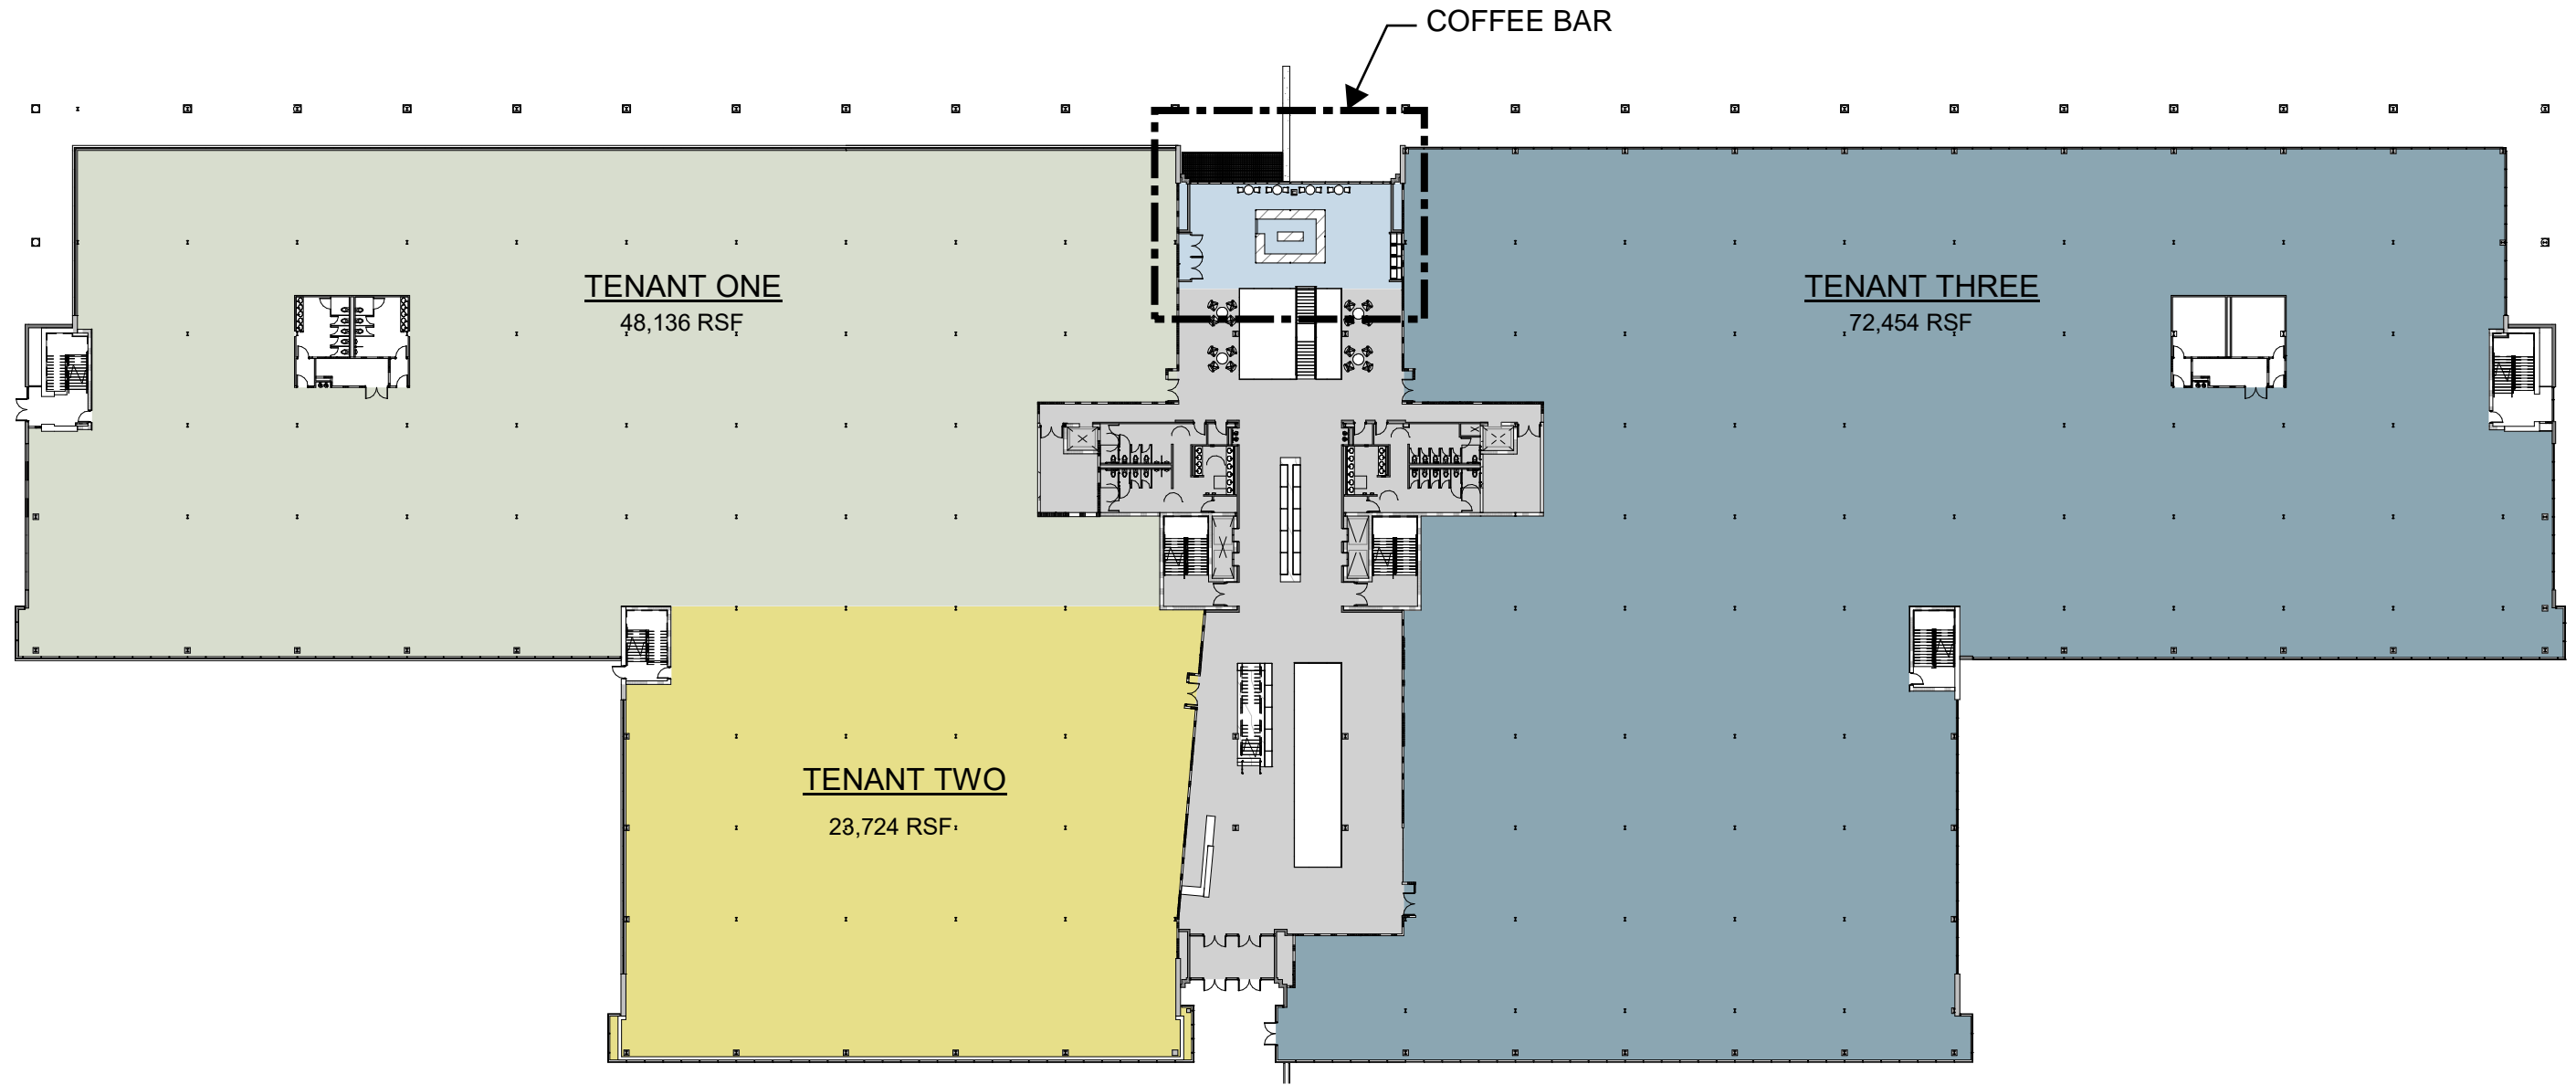 COFFEE BAR
TENANT ONE
48,136 RSF
TENANT THREE
72,454 RSF
TENANT TWO
23,724 RSF